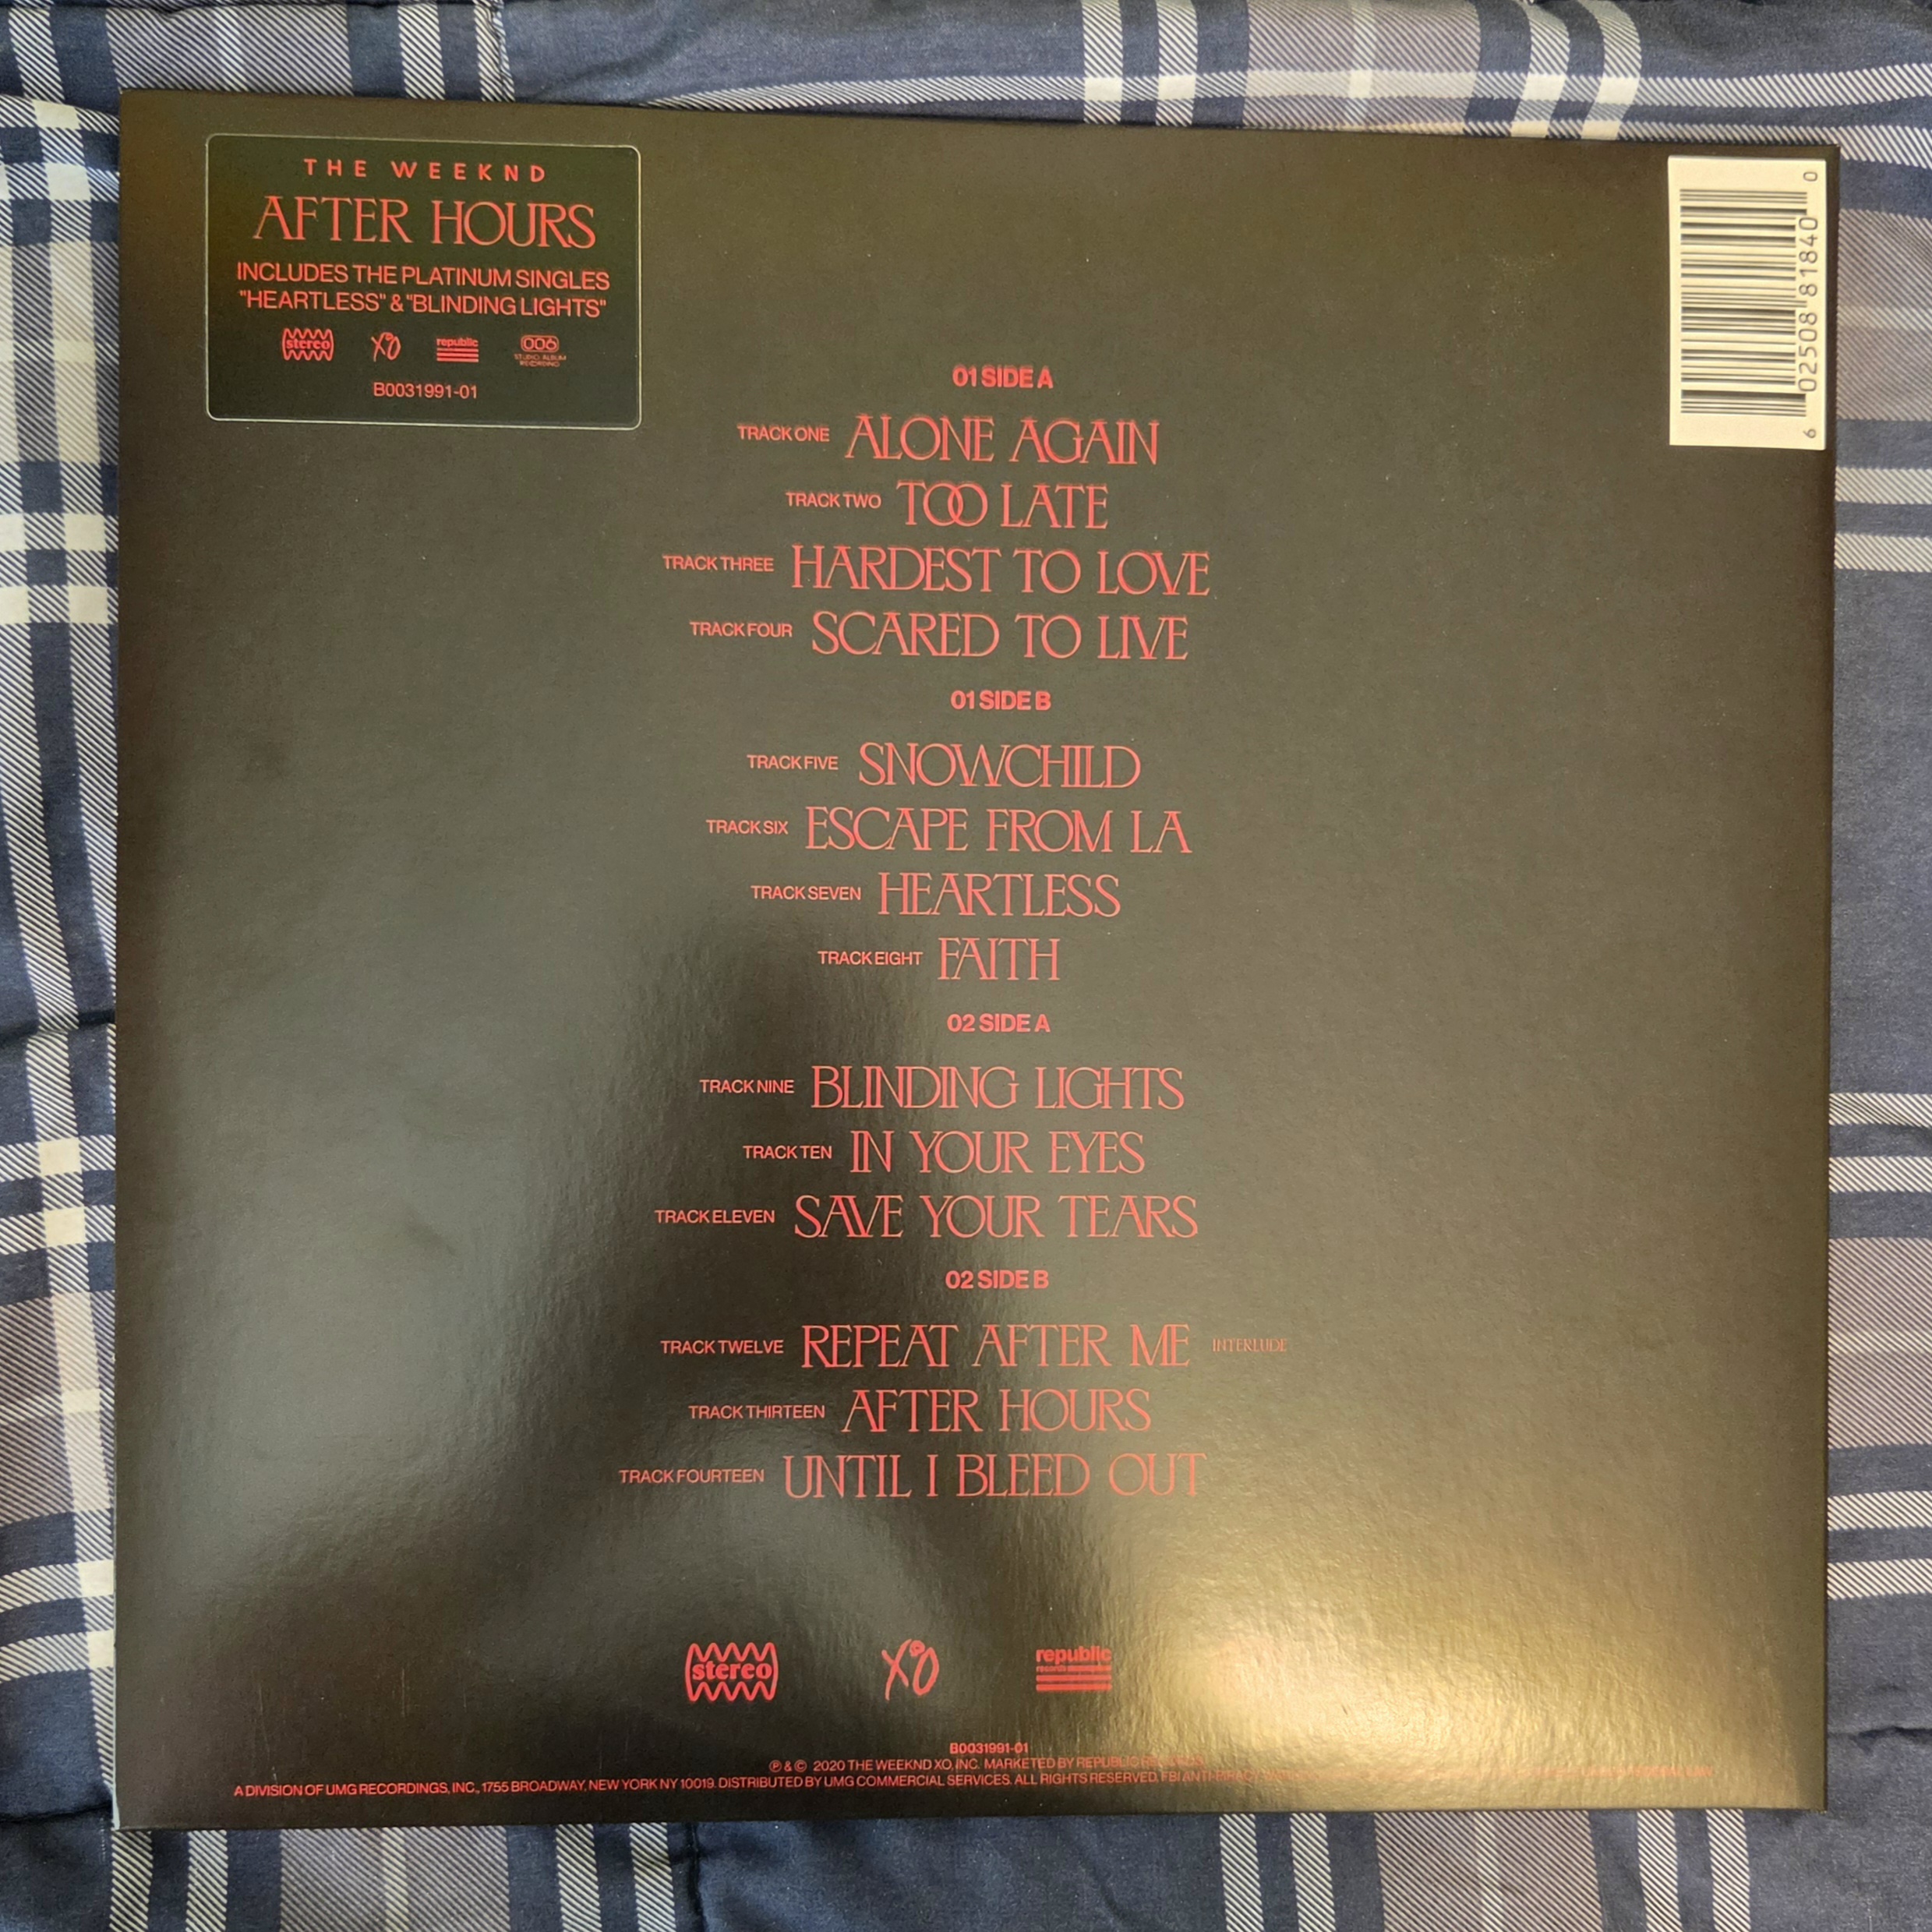 THE WEEKND
AFTER HOURS
INCLUDES THE PLATINUM SINGLES
"HEARTLESS" & "BLINDING LIGHTS"
stereo XO republic 006
STUDIO ALBUM
RECORDING
B0031991-01
6 02508 81840 0
01 SIDE A
TRACK ONE ALONE AGAIN
TRACK TWO TOO LATE
TRACK THREE HARDEST TO LOVE
TRACK FOUR SCARED TO LIVE
01 SIDE B
TRACK FIVE SNOWCHILD
TRACK SIX ESCAPE FROM LA
TRACK SEVEN HEARTLESS
TRACK EIGHT FAITH
02 SIDE A
TRACK NINE BLINDING LIGHTS
TRACK TEN IN YOUR EYES
TRACK ELEVEN SAVE YOUR TEARS
02 SIDE B
TRACK TWELVE REPEAT AFTER ME INTERLUDE
TRACK THIRTEEN AFTER HOURS
TRACK FOURTEEN UNTIL I BLEED OUT
stereo XO republic
B0031991-01
℗ & © 2020 THE WEEKND XO, INC. MARKETED BY REPUBLIC
A DIVISION OF UMG RECORDINGS, INC., 1755 BROADWAY, NEW YORK NY 10019. DISTRIBUTED BY UMG COMMERCIAL SERVICES. ALL RIGHTS RESERVED. FBI